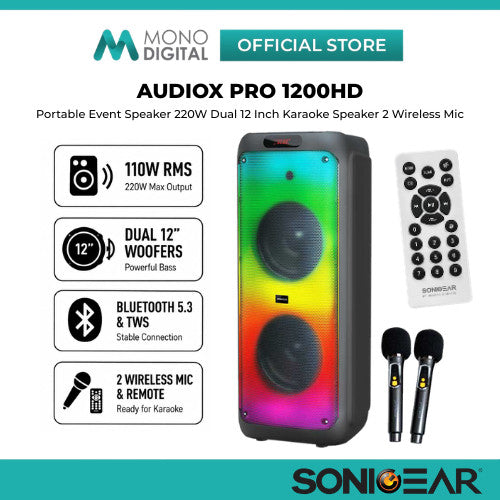 MONO
DIGITAL
OFFICIAL STORE
AUDIOX PRO 1200HD
Portable Event Speaker 220W Dual 12 Inch Karaoke Speaker 2 Wireless Mic
110W RMS
220W Max Output
12”
DUAL 12”
WOOFERS
Powerful Bass
BLUETOOTH 5.3
& TWS
Stable Connection
2 WIRELESS MIC
& REMOTE
Ready for Karaoke
SONICGEAR
SONICGEAR